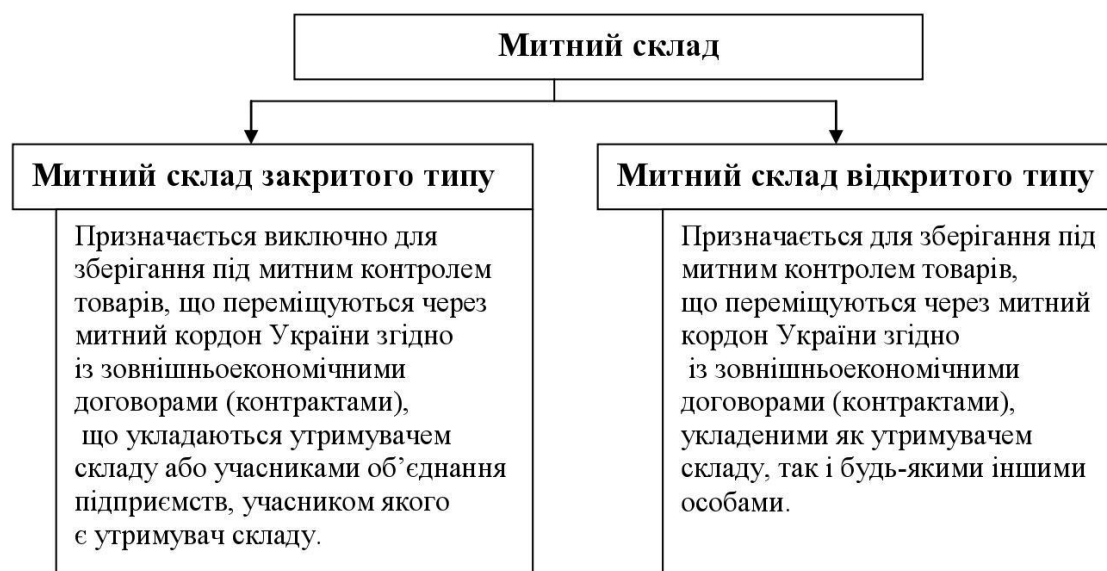 Митний склад
Митний склад закритого типу
Призначається виключно для
зберігання під митним контролем
товарів, що переміщуються через
митний кордон України згідно
із зовнішньоекономічними
договорами (контрактами),
що укладаються утримувачем
складу або учасниками об’єднання
підприємств, учасником якого
є утримувач складу.
Митний склад відкритого типу
Призначається для зберігання під
митним контролем товарів,
що переміщуються через митний
кордон України згідно
із зовнішньоекономічними
договорами (контрактами),
укладеними як утримувачем
складу, так і будь-якими іншими
особами.